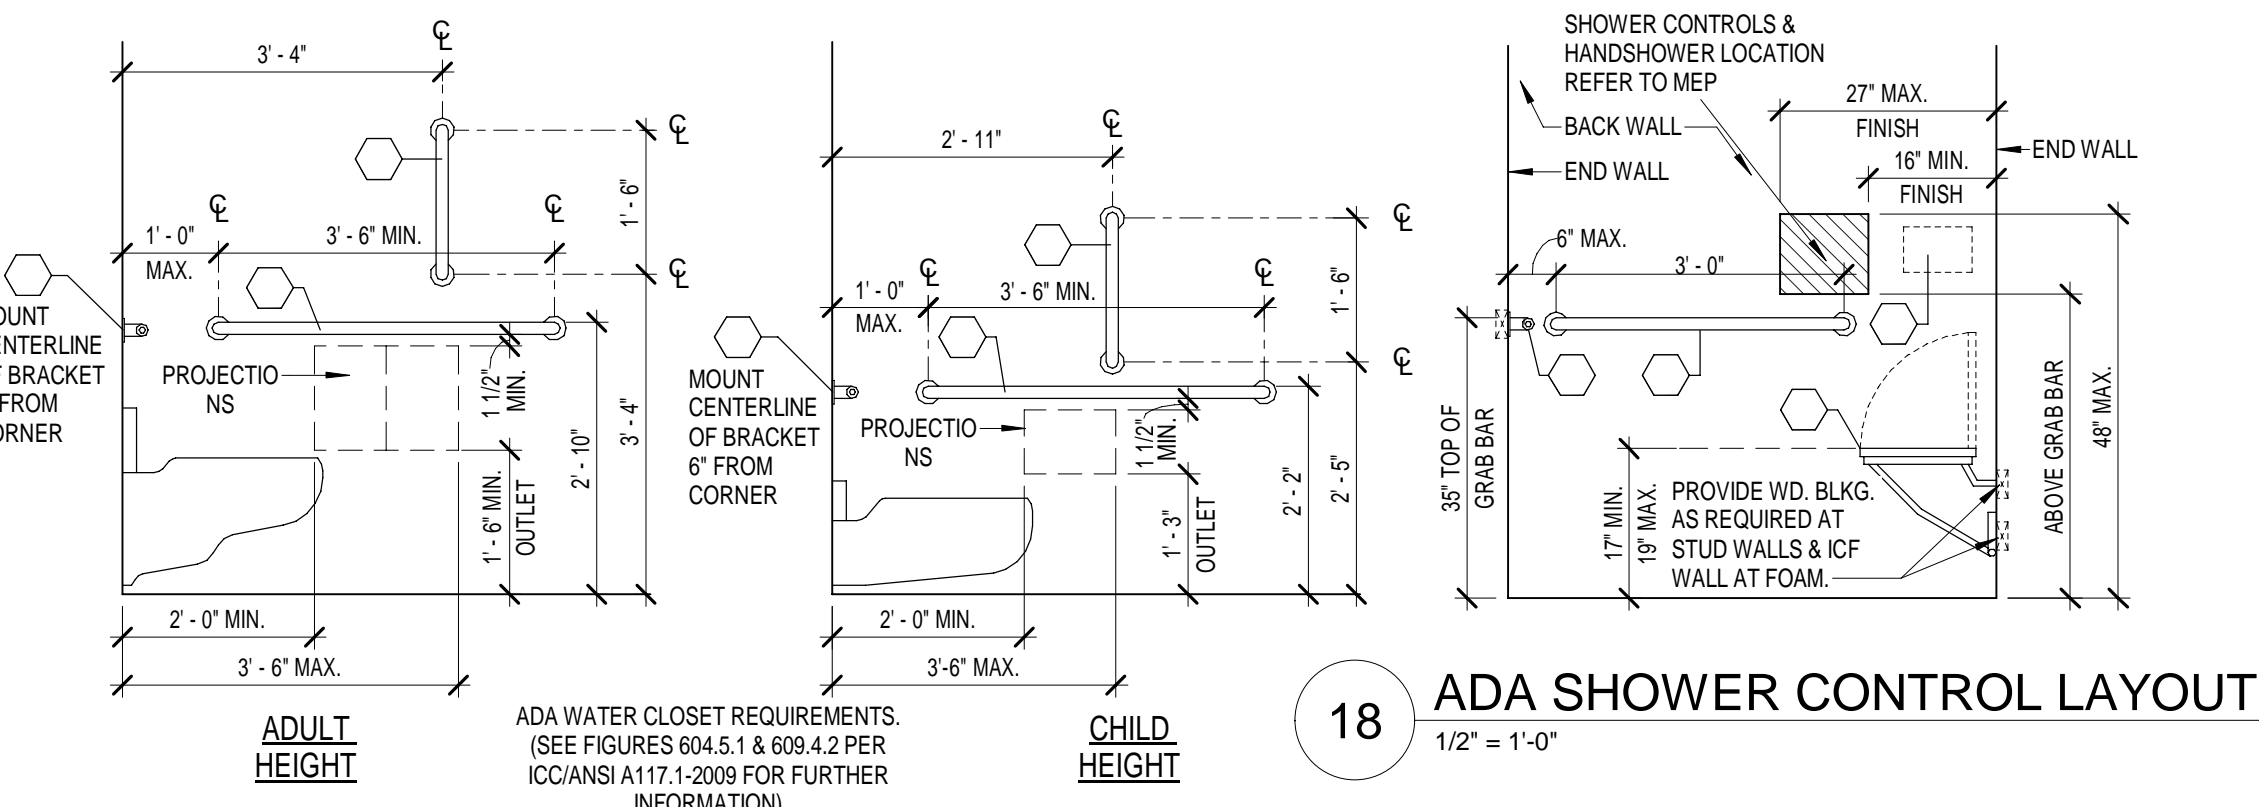 3' - 4"
℄
℄
1' - 6"
℄
℄
℄
1' - 0"
MAX.
3' - 6" MIN.
OUNT
ENTERLINE
F BRACKET
FROM
ORNER
PROJECTIO
NS
1 1/2"
MIN.
1' - 6" MIN.
OUTLET
2' - 10"
3' - 4"
2' - 0" MIN.
3' - 6" MAX.
ADULT
HEIGHT
ADA WATER CLOSET REQUIREMENTS.
(SEE FIGURES 604.5.1 & 609.4.2 PER
ICC/ANSI A117.1-2009 FOR FURTHER
INFORMATION)
2' - 11"
℄
℄
1' - 6"
℄
℄
℄
1' - 0"
MAX.
3' - 6" MIN.
MOUNT
CENTERLINE
OF BRACKET
6" FROM
CORNER
PROJECTIO
NS
1 1/2"
MIN.
1' - 3"
OUTLET
2' - 2"
2' - 5"
2' - 0" MIN.
3'-6" MAX.
CHILD
HEIGHT
SHOWER CONTROLS &
HANDSHOWER LOCATION
REFER TO MEP
BACK WALL
END WALL
27" MAX.
FINISH
16" MIN.
FINISH
END WALL
6" MAX.
3' - 0"
35" TOP OF
GRAB BAR
17" MIN.
19" MAX.
PROVIDE WD. BLKG.
AS REQUIRED AT
STUD WALLS & ICF
WALL AT FOAM.
ABOVE GRAB BAR
48" MAX.
18
ADA SHOWER CONTROL LAYOUT
1/2" = 1'-0"